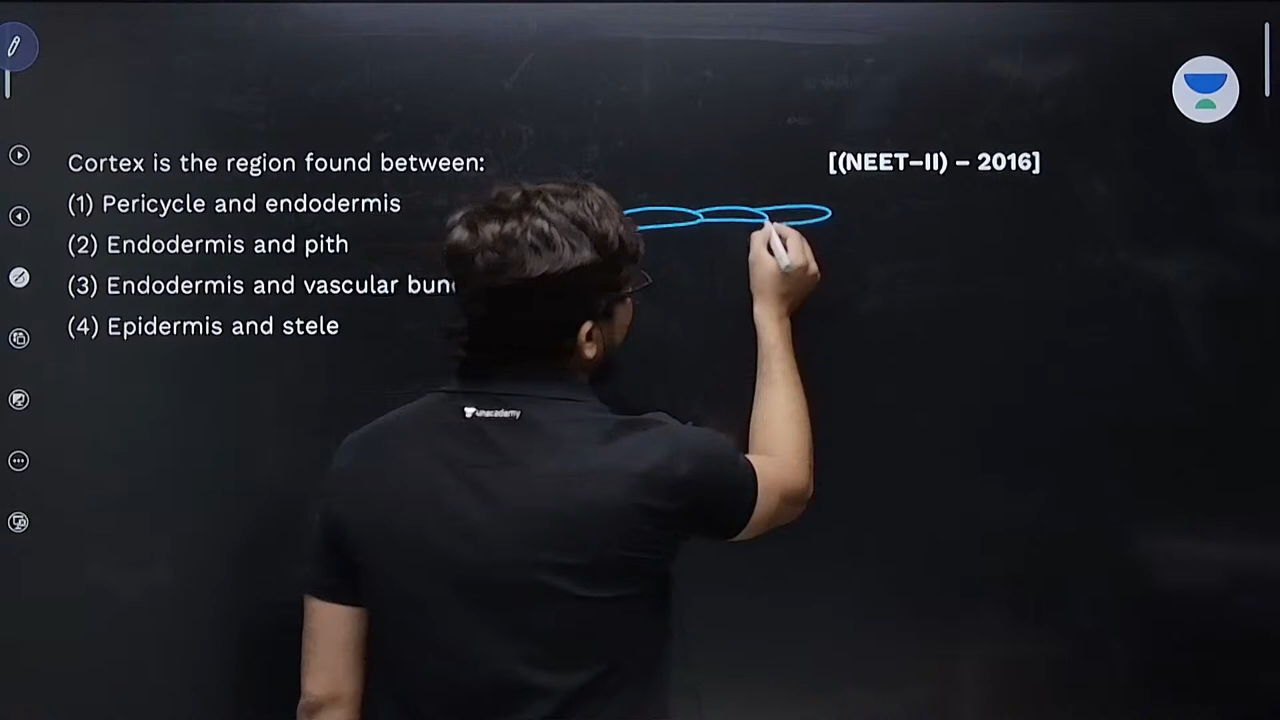 Cortex is the region found between:
[(NEET–II) – 2016]
(1) Pericycle and endodermis
(2) Endodermis and pith
(3) Endodermis and vascular
(4) Epidermis and stele
unacademy